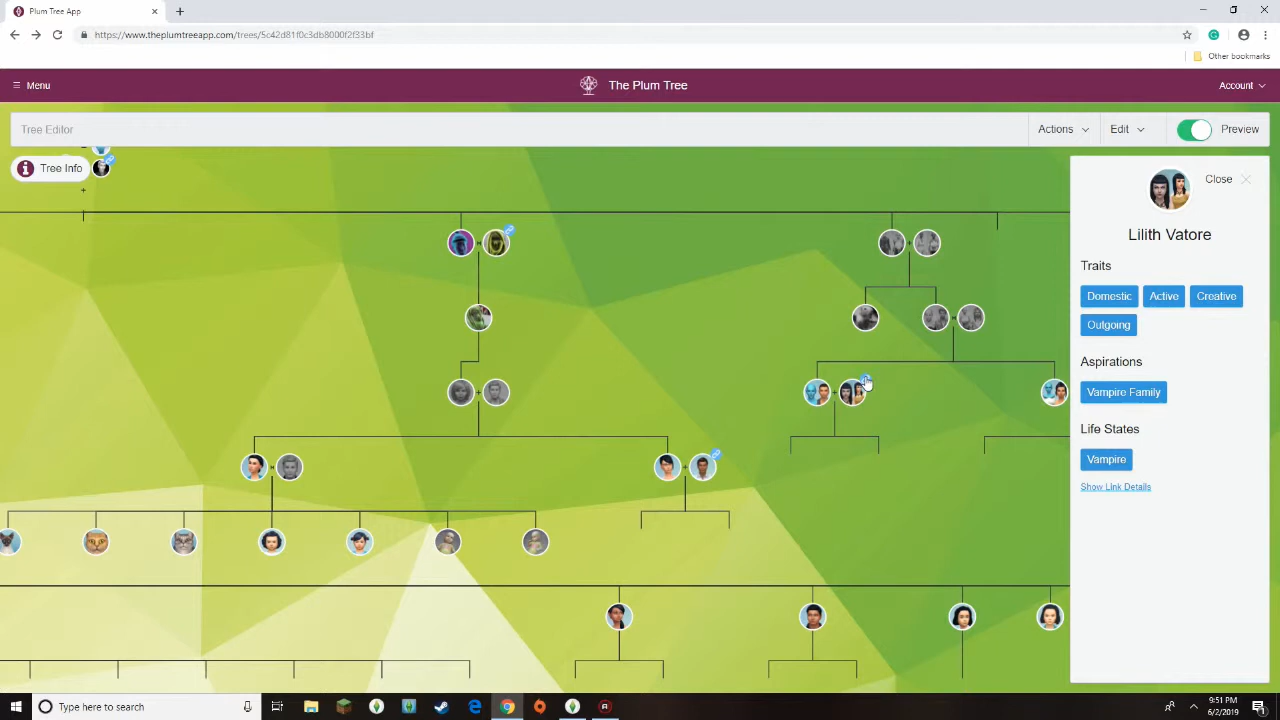 Plum Tree App
https://www.theplumtreeapp.com/trees/5c42d81f0c3db8000f2f33bf
Other bookmarks
Menu
The Plum Tree
Account
Tree Editor
Actions
Edit
Preview
Tree Info
Close
Lilith Vatore
Traits
Domestic
Active
Creative
Outgoing
Aspirations
Vampire Family
Life States
Vampire
Show Link Details
Type here to search
9:51 PM
6/2/2019